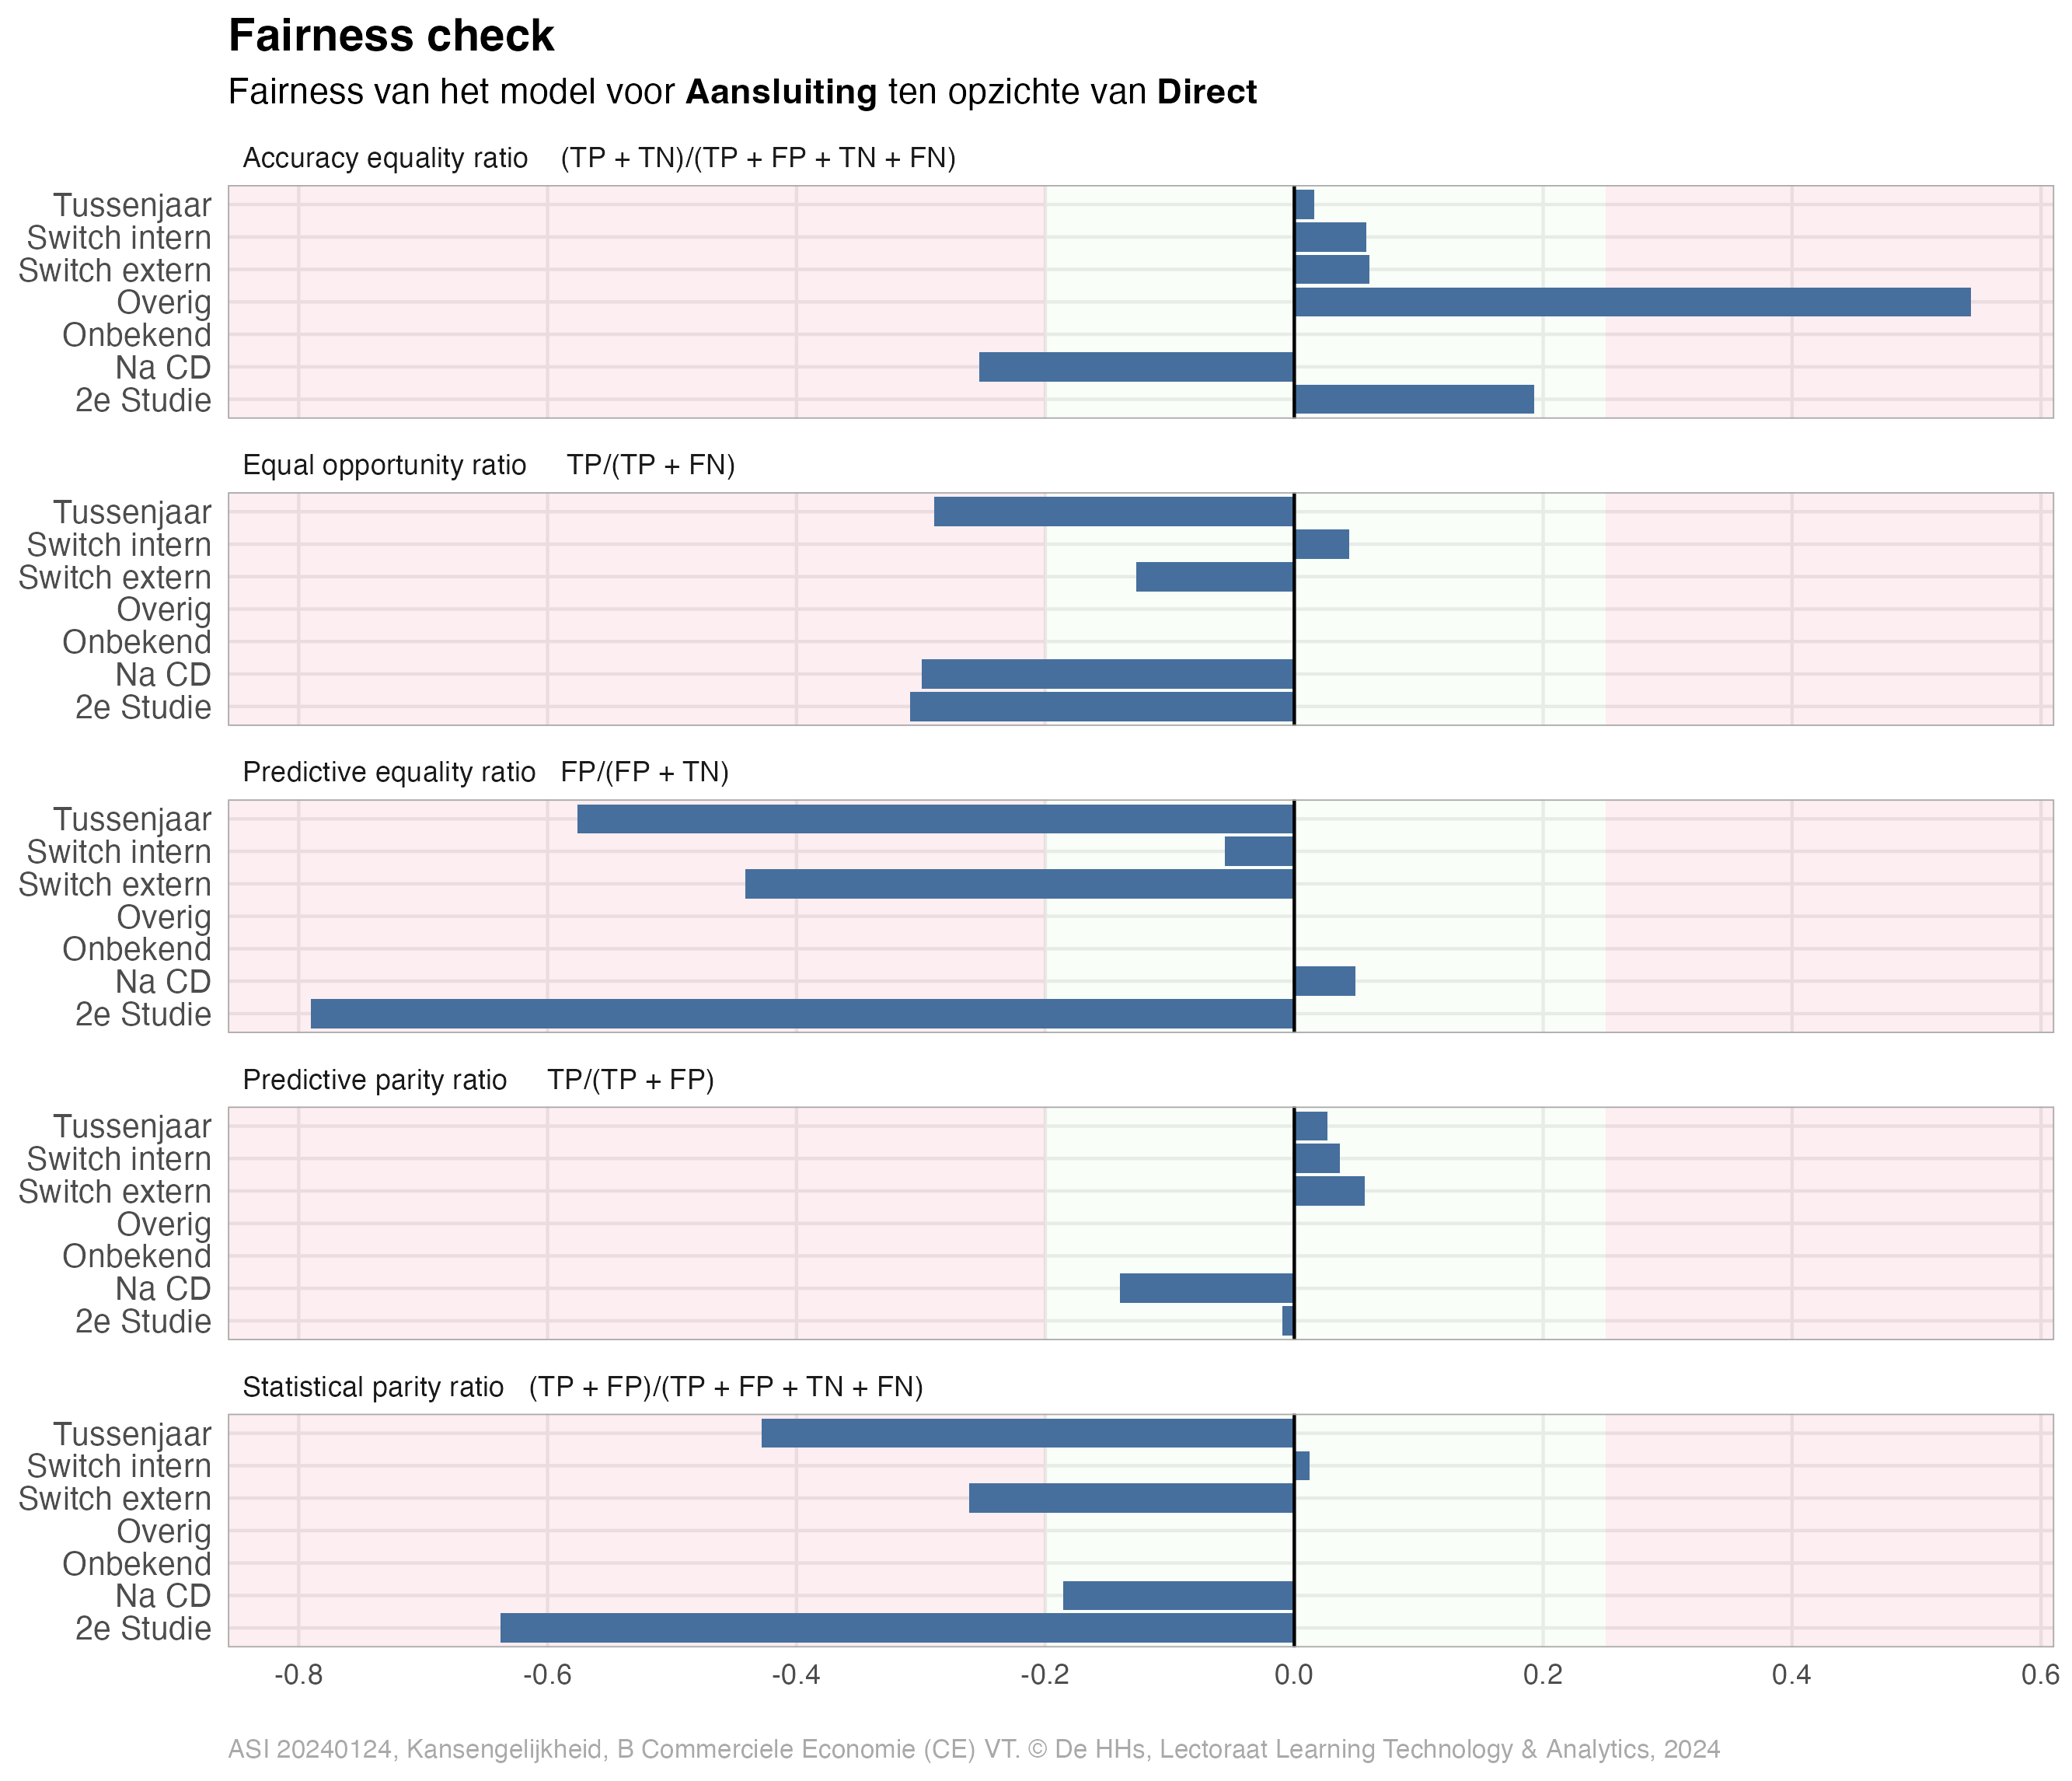 Fairness check
Fairness van het model voor Aansluiting ten opzichte van Direct
Accuracy equality ratio (TP + TN)/(TP + FP + TN + FN)
Tussenjaar
Switch intern
Switch extern
Overig
Onbekend
Na CD
2e Studie
Equal opportunity ratio TP/(TP + FN)
Tussenjaar
Switch intern
Switch extern
Overig
Onbekend
Na CD
2e Studie
Predictive equality ratio FP/(FP + TN)
Tussenjaar
Switch intern
Switch extern
Overig
Onbekend
Na CD
2e Studie
Predictive parity ratio TP/(TP + FP)
Tussenjaar
Switch intern
Switch extern
Overig
Onbekend
Na CD
2e Studie
Statistical parity ratio (TP + FP)/(TP + FP + TN + FN)
Tussenjaar
Switch intern
Switch extern
Overig
Onbekend
Na CD
2e Studie
-0.8 -0.6 -0.4 -0.2 0.0 0.2 0.4 0.6
ASI 20240124, Kansengelijkheid, B Commerciele Economie (CE) VT. © De HHs, Lectoraat Learning Technology & Analytics, 2024